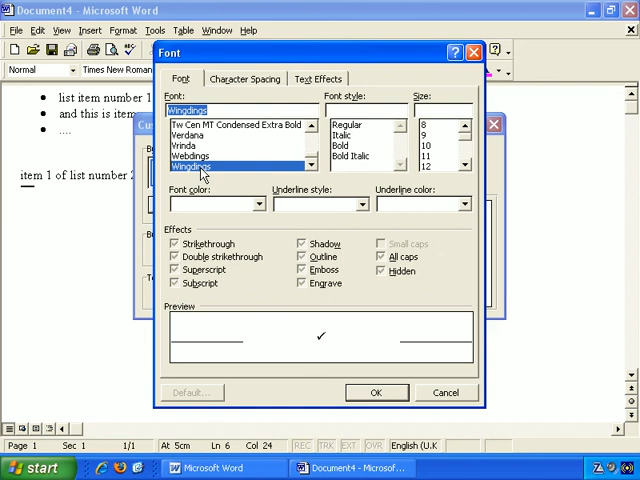 Document4 - Microsoft Word
File Edit View Insert Format Tools Table Window Help
Normal Times New Roman
Font
Font Character Spacing Text Effects
Font: Font style: Size:
Wingdings
Tw Cen MT Condensed Extra Bold Regular 8
Verdana Italic 9
Vrinda Bold 10
Webdings Bold Italic 11
Wingdings 12
Font color: Underline style: Underline color:
Effects
Strikethrough Shadow Small caps
Double strikethrough Outline All caps
Superscript Emboss Hidden
Subscript Engrave
Preview
✓
Default... OK Cancel
• list item number 1
• and this is item
• ....
item 1 of list number 2
Page 1 Sec 1 1/1 At 5cm Ln 6 Col 24 REC TRK EXT OVR English (U.K
start Microsoft Word Document4 - Microsof...